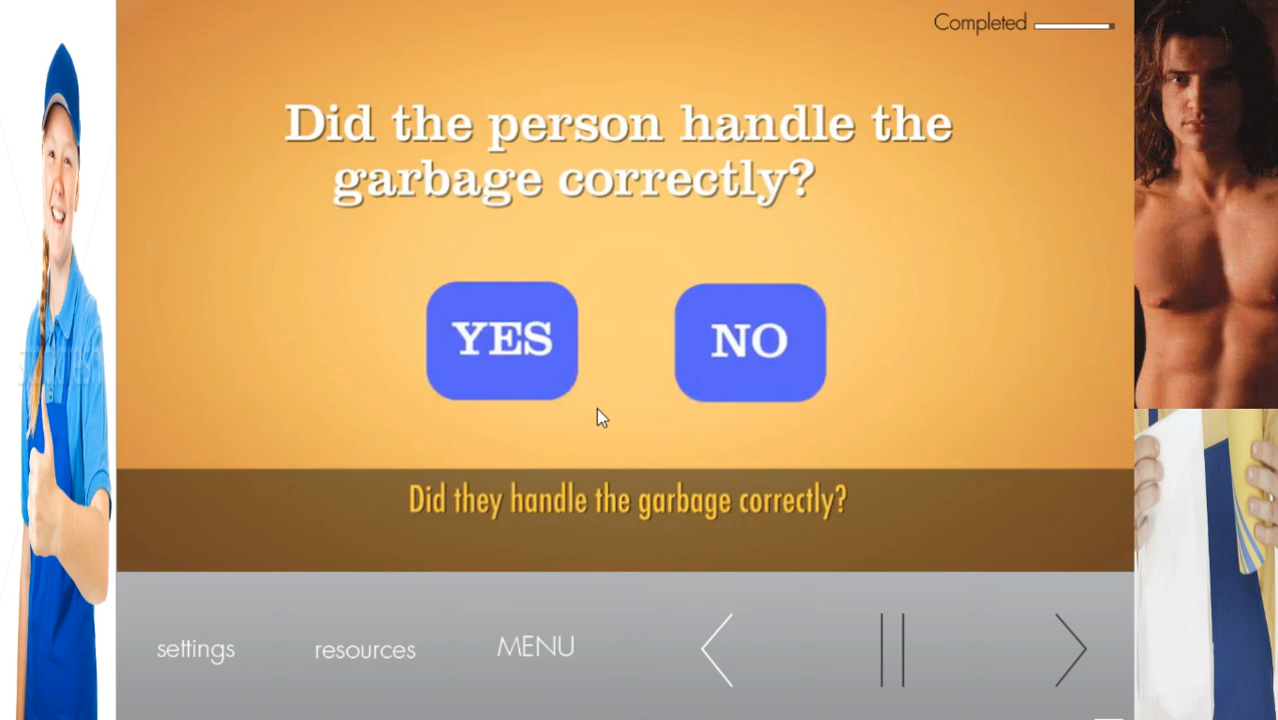 Completed
Did the person handle the
garbage correctly?
YES
NO
Did they handle the garbage correctly?
settings
resources
MENU